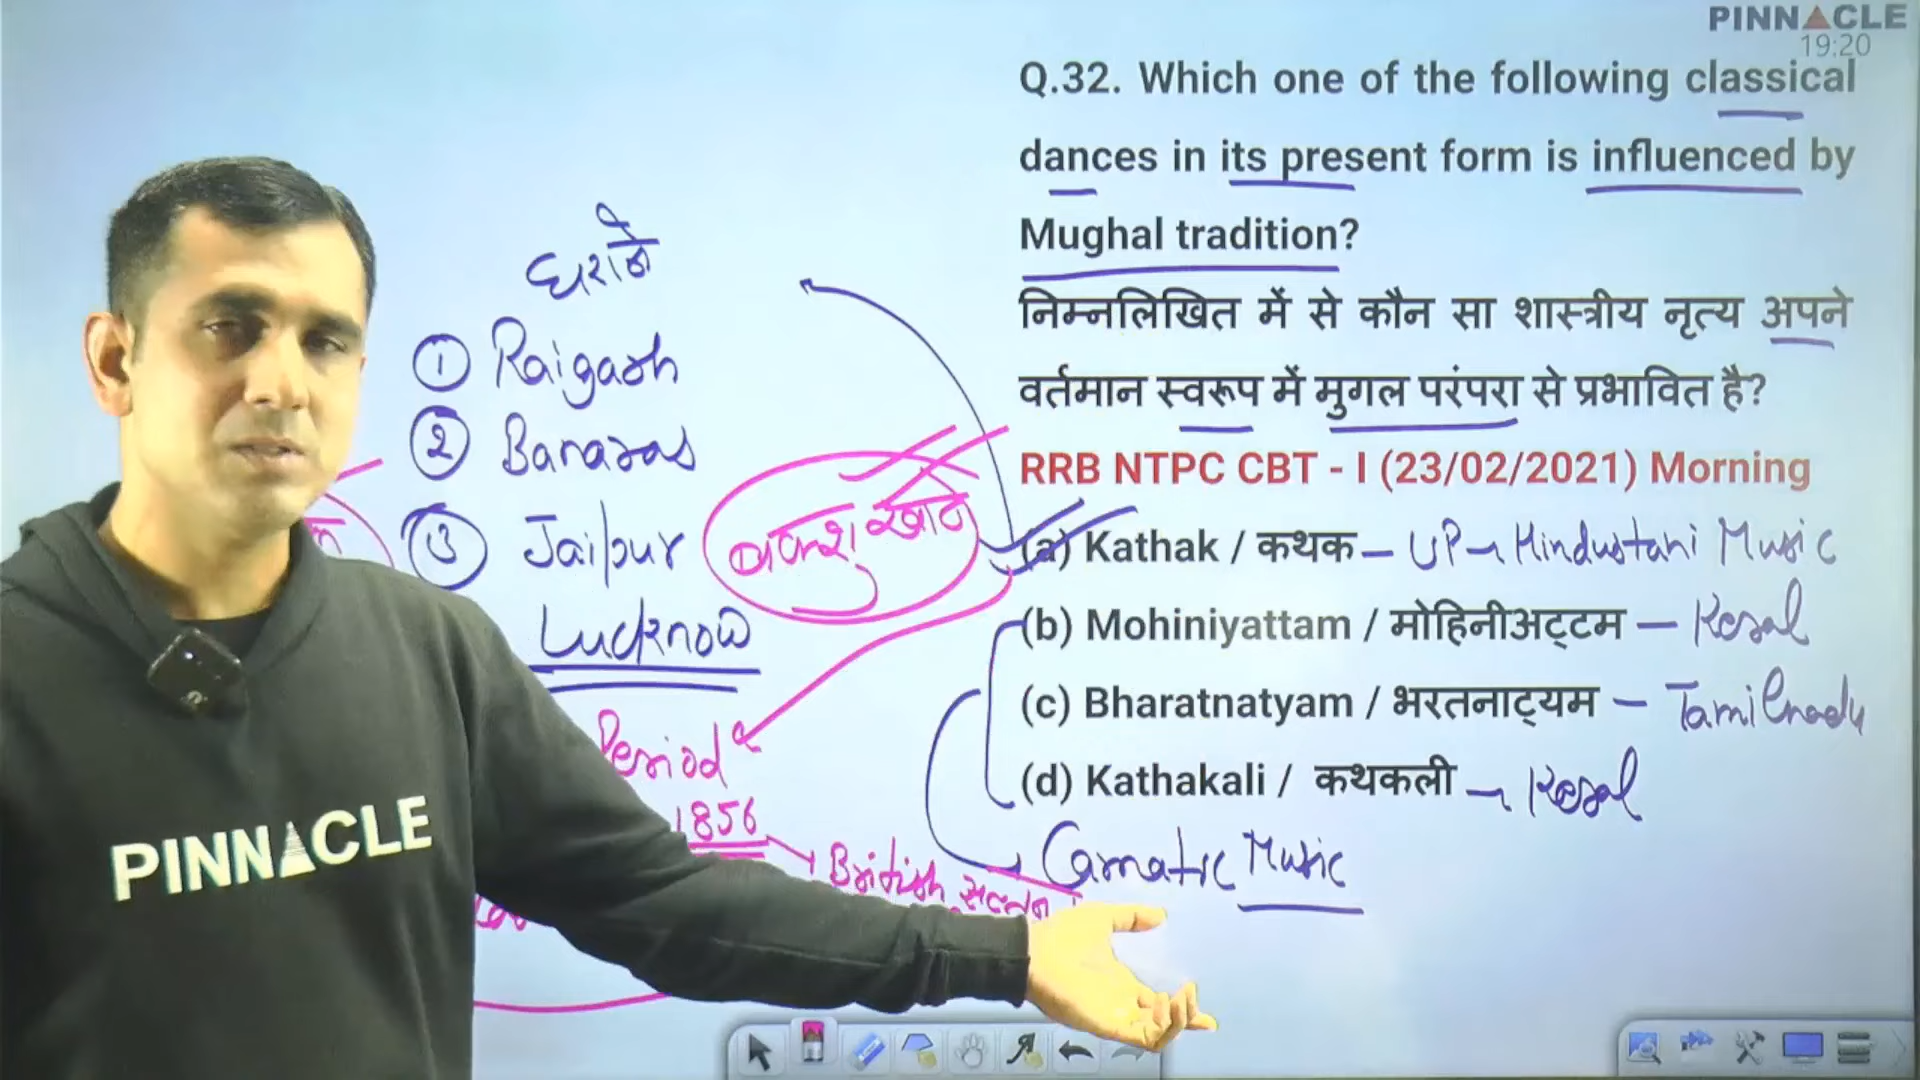 PINNACLE
19:20
Q.32. Which one of the following classical
dances in its present form is influenced by
Mughal tradition?
निम्नलिखित में से कौन सा शास्त्रीय नृत्य अपने
वर्तमान स्वरूप में मुगल परंपरा से प्रभावित है?
RRB NTPC CBT - I (23/02/2021) Morning
(a) Kathak / कथक – UP → Hindustani Music
(b) Mohiniyattam / मोहिनीअट्टम – Keral
(c) Bharatnatyam / भरतनाट्यम – Tamilnadu
(d) Kathakali / कथकली → Keral
Carnatic Music
घराने
① Raigarh
② Banaras
③ Jaipur
Lucknow
Period
1856
British
PINNACLE